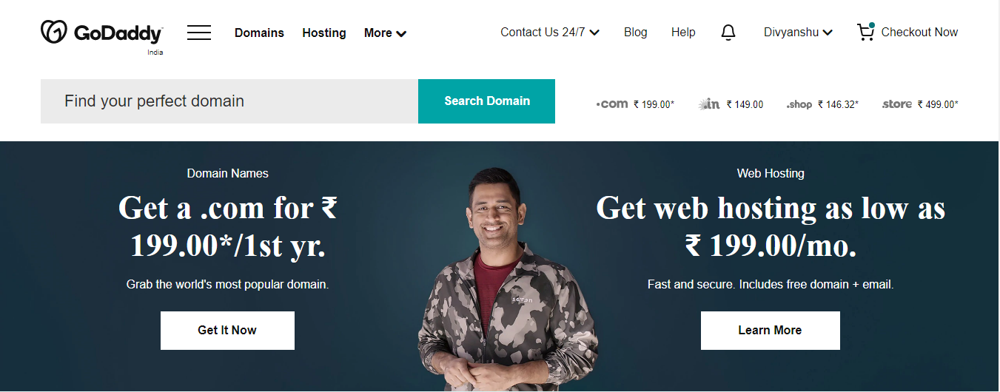 GoDaddy
India
Domains
Hosting
More
Contact Us 24/7
Blog
Help
Divyanshu
Checkout Now
Find your perfect domain
Search Domain
.com ₹ 199.00*
.in ₹ 149.00
.shop ₹ 146.32*
.store ₹ 499.00*
Domain Names
Get a .com for ₹
199.00*/1st yr.
Grab the world's most popular domain.
Get It Now
seven
Web Hosting
Get web hosting as low as
₹ 199.00/mo.
Fast and secure. Includes free domain + email.
Learn More